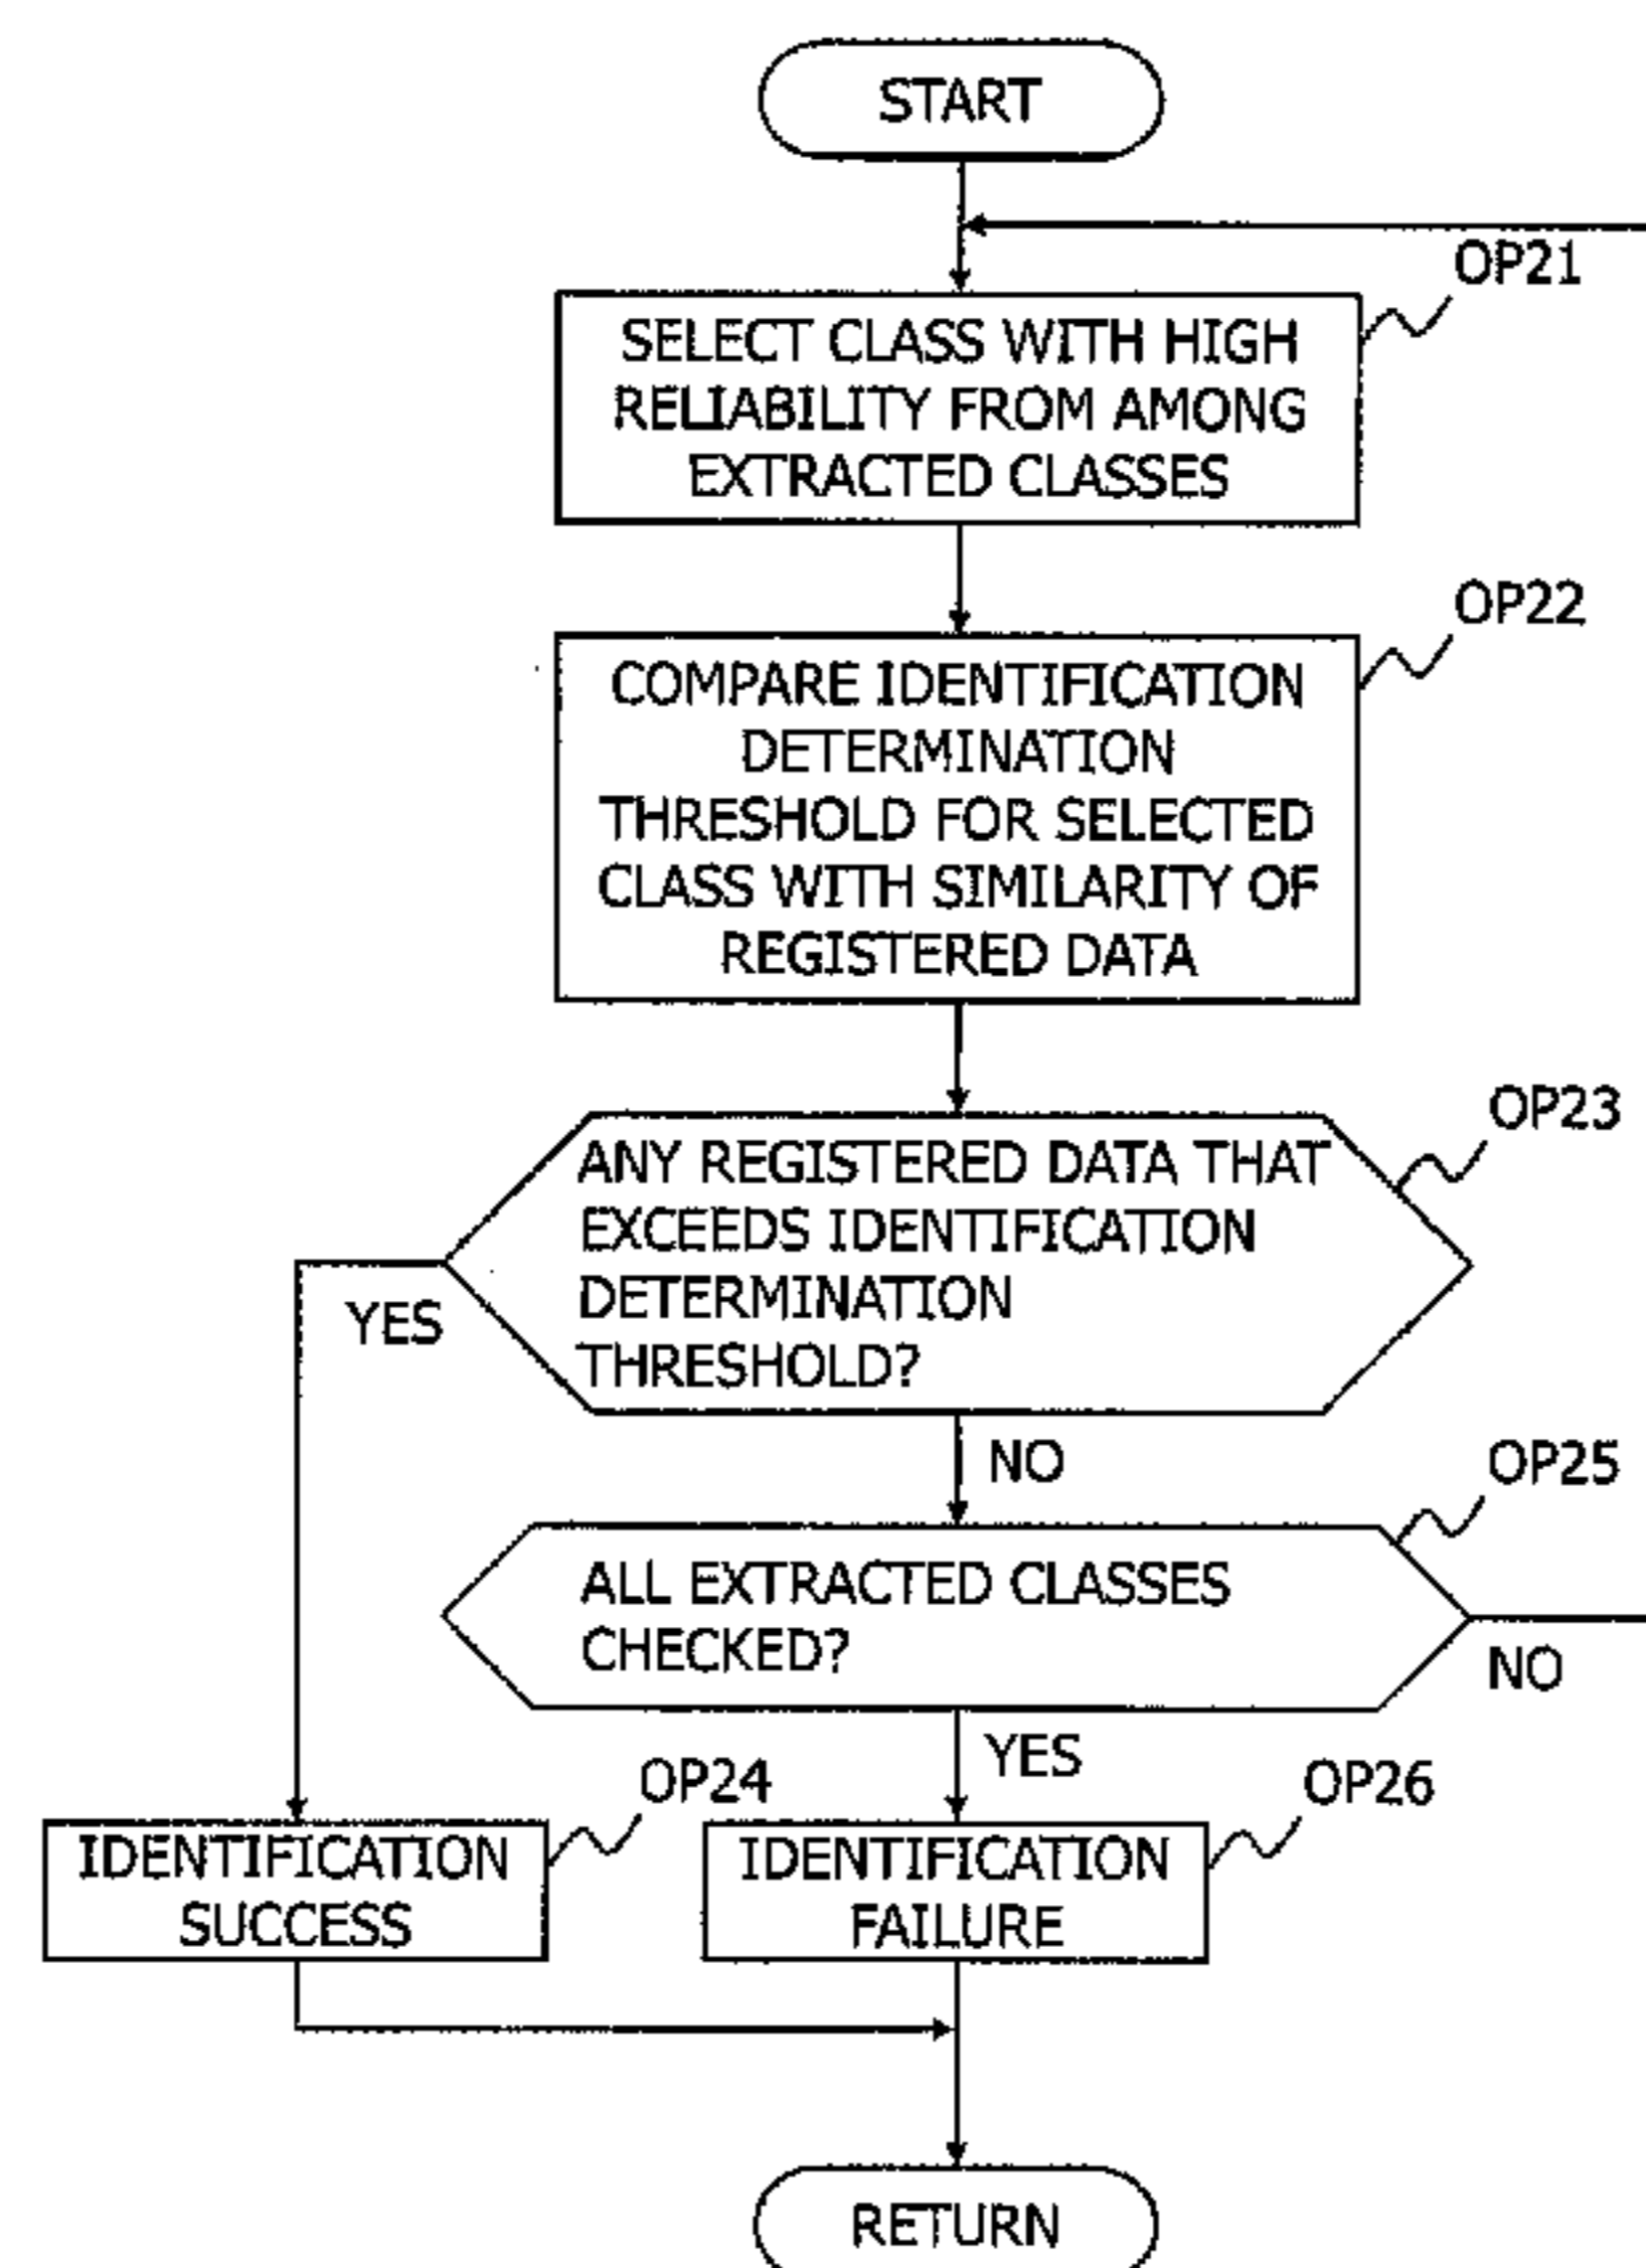 START
OP21
SELECT CLASS WITH HIGH
RELIABILITY FROM AMONG
EXTRACTED CLASSES
OP22
COMPARE IDENTIFICATION
DETERMINATION
THRESHOLD FOR SELECTED
CLASS WITH SIMILARITY OF
REGISTERED DATA
OP23
ANY REGISTERED DATA THAT
EXCEEDS IDENTIFICATION
DETERMINATION
THRESHOLD?
YES
NO
OP25
ALL EXTRACTED CLASSES
CHECKED?
NO
YES
OP24
IDENTIFICATION
SUCCESS
OP26
IDENTIFICATION
FAILURE
RETURN